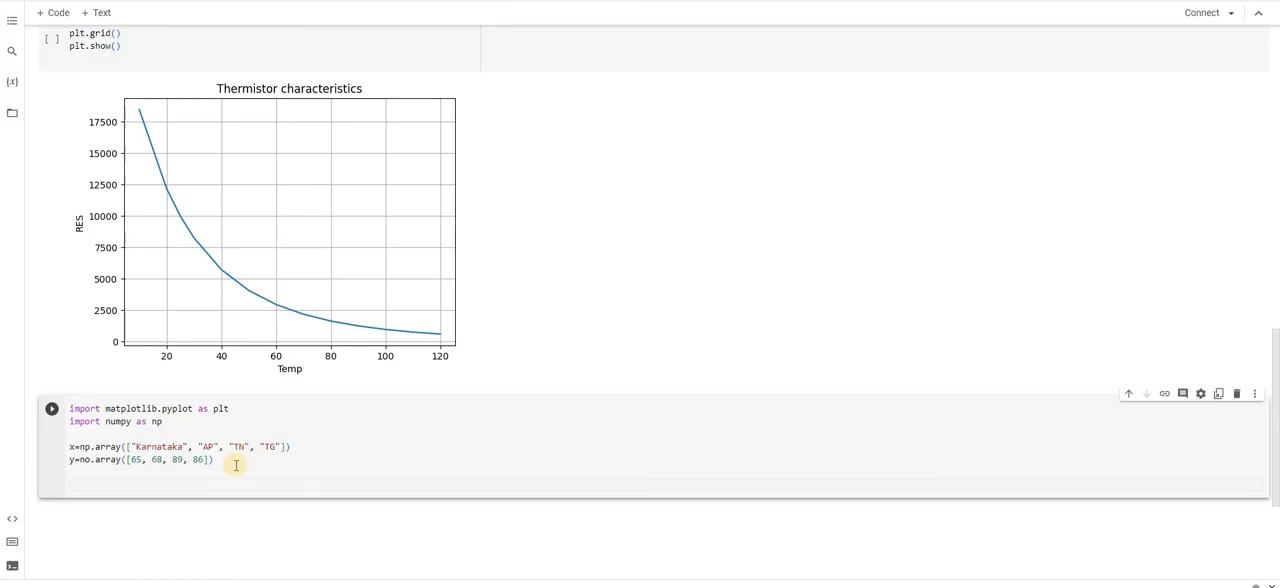 + Code + Text
Connect
{x}
[ ]
plt.grid()
plt.show()
Thermistor characteristics
17500
15000
12500
10000
7500
5000
2500
0
RES
20 40 60 80 100 120
Temp
import matplotlib.pyplot as plt
import numpy as np
x=np.array(["Karnataka", "AP", "TN", "TG"])
y=no.array([65, 68, 89, 86])